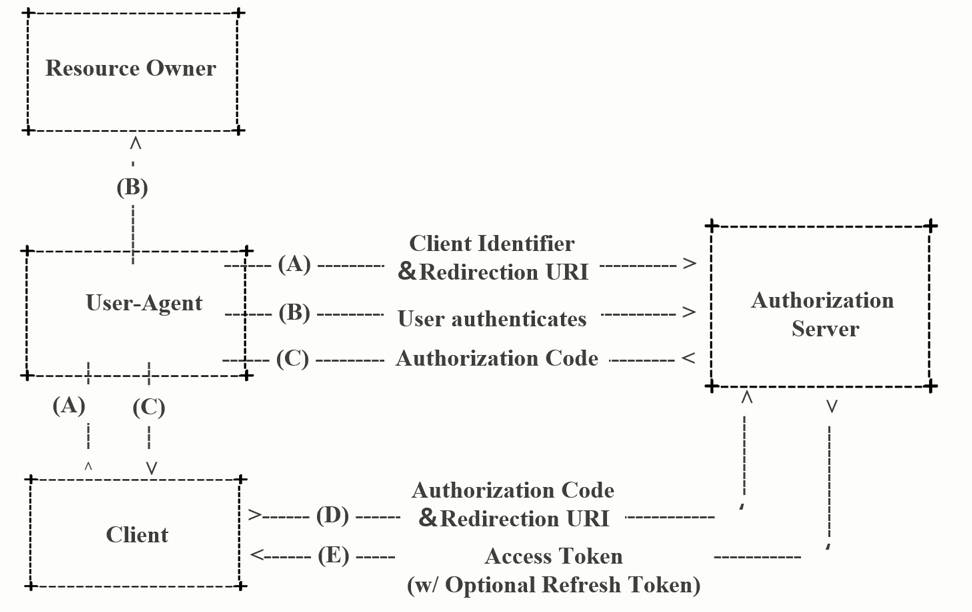 Resource Owner
(B)
Client Identifier
(A) &Redirection URI
User-Agent
(B) User authenticates
Authorization
Server
(C) Authorization Code
(A) (C)
Authorization Code
(D) &Redirection URI
Client
(E) Access Token
(w/ Optional Refresh Token)